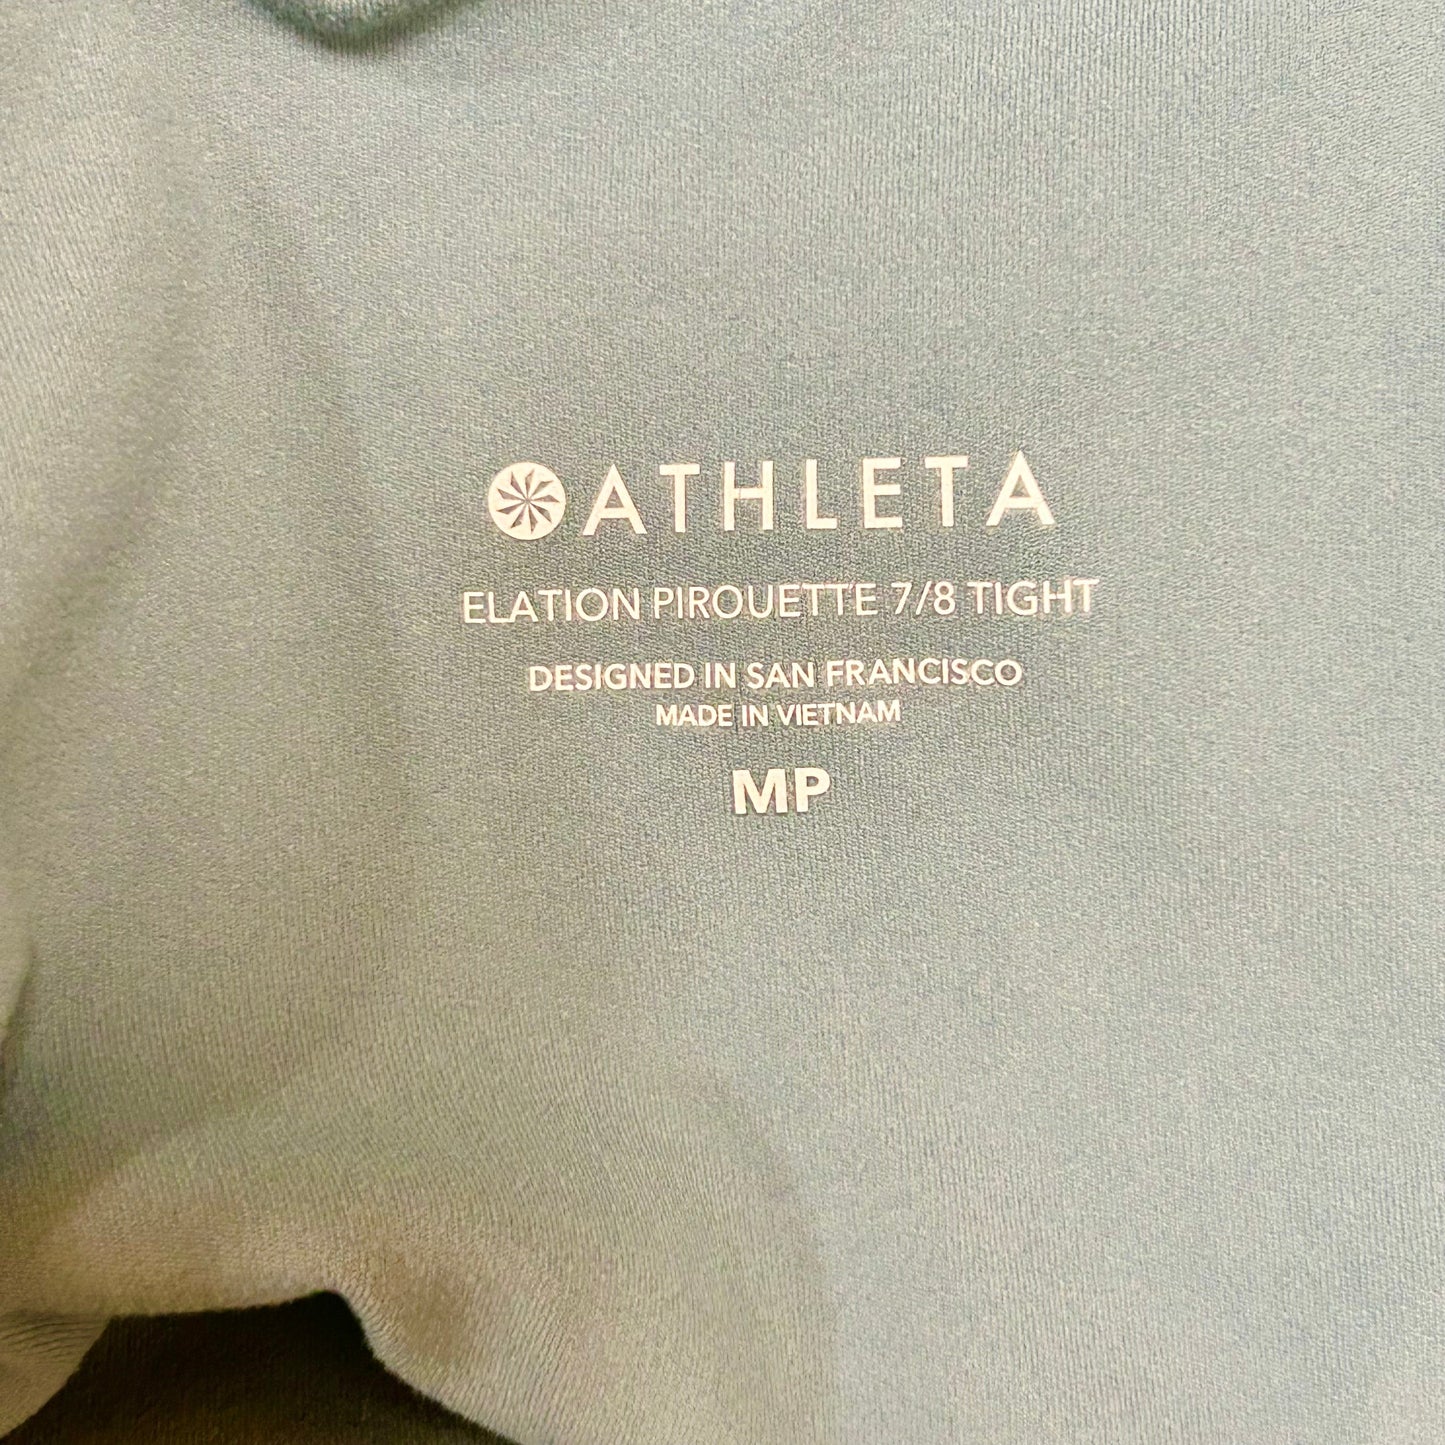 ATHLETA
ELATION PIROUETTE 7/8 TIGHT
DESIGNED IN SAN FRANCISCO
MADE IN VIETNAM
MP